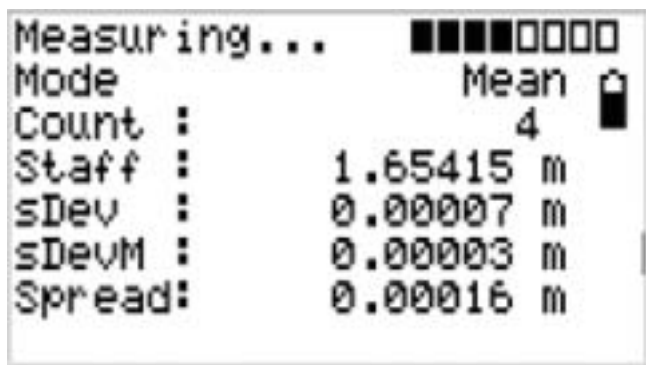 Measuring...
Mode Mean
Count : 4
Staff : 1.65415 m
sDev : 0.00007 m
sDevM : 0.00003 m
Spread: 0.00016 m